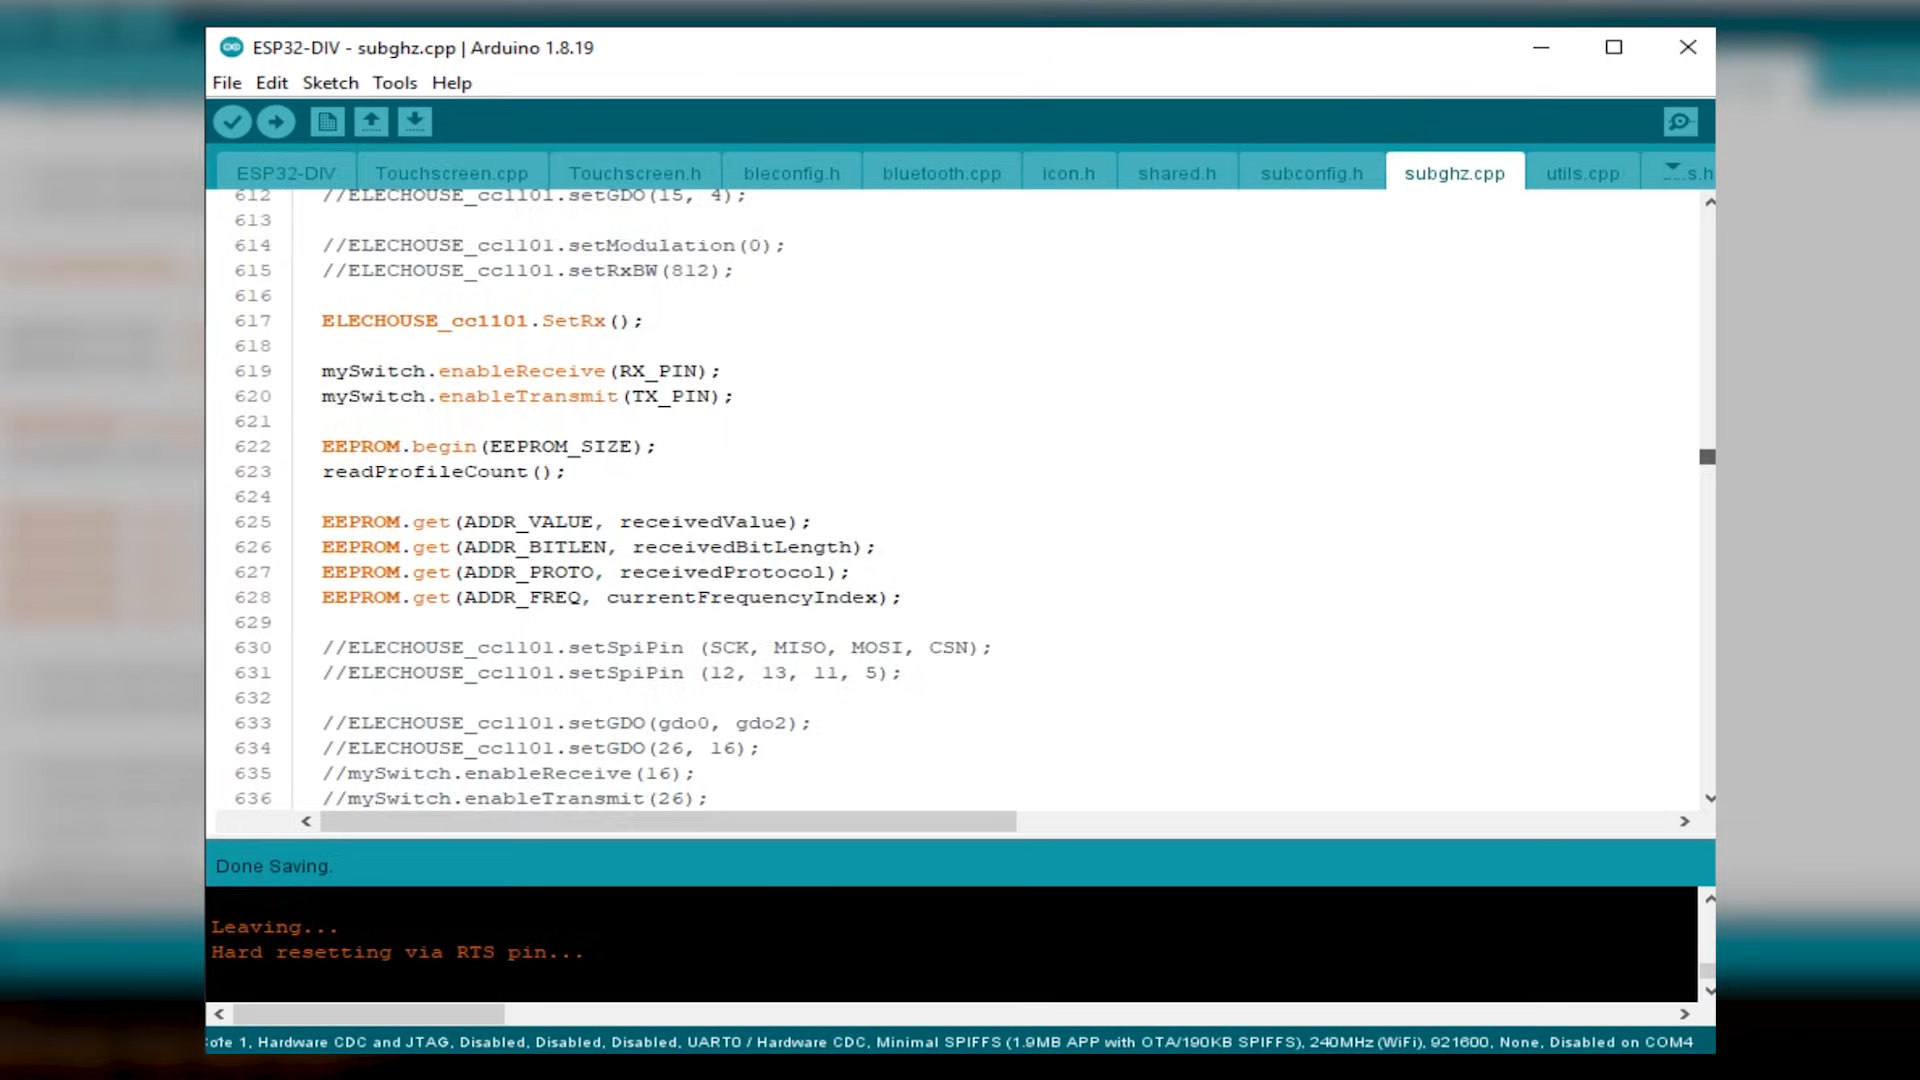 ESP32-DIV - subghz.cpp | Arduino 1.8.19
File Edit Sketch Tools Help
ESP32-DIV Touchscreen.cpp Touchscreen.h bleconfig.h bluetooth.cpp icon.h shared.h subconfig.h subghz.cpp utils.cpp ...s.h
612 //ELECHOUSE_cc1101.setGDO(15, 4);
613
614 //ELECHOUSE_cc1101.setModulation(0);
615 //ELECHOUSE_cc1101.setRxBW(812);
616
617 ELECHOUSE_cc1101.SetRx();
618
619 mySwitch.enableReceive(RX_PIN);
620 mySwitch.enableTransmit(TX_PIN);
621
622 EEPROM.begin(EEPROM_SIZE);
623 readProfileCount();
624
625 EEPROM.get(ADDR_VALUE, receivedValue);
626 EEPROM.get(ADDR_BITLEN, receivedBitLength);
627 EEPROM.get(ADDR_PROTO, receivedProtocol);
628 EEPROM.get(ADDR_FREQ, currentFrequencyIndex);
629
630 //ELECHOUSE_cc1101.setSpiPin (SCK, MISO, MOSI, CSN);
631 //ELECHOUSE_cc1101.setSpiPin (12, 13, 11, 5);
632
633 //ELECHOUSE_cc1101.setGDO(gdo0, gdo2);
634 //ELECHOUSE_cc1101.setGDO(26, 16);
635 //mySwitch.enableReceive(16);
636 //mySwitch.enableTransmit(26);
Done Saving.
Leaving...
Hard resetting via RTS pin...
1, Hardware CDC and JTAG, Disabled, Disabled, Disabled, UART0 / Hardware CDC, Minimal SPIFFS (1.9MB APP with OTA/190KB SPIFFS), 240MHz (WiFi), 921600, None, Disabled on COM4